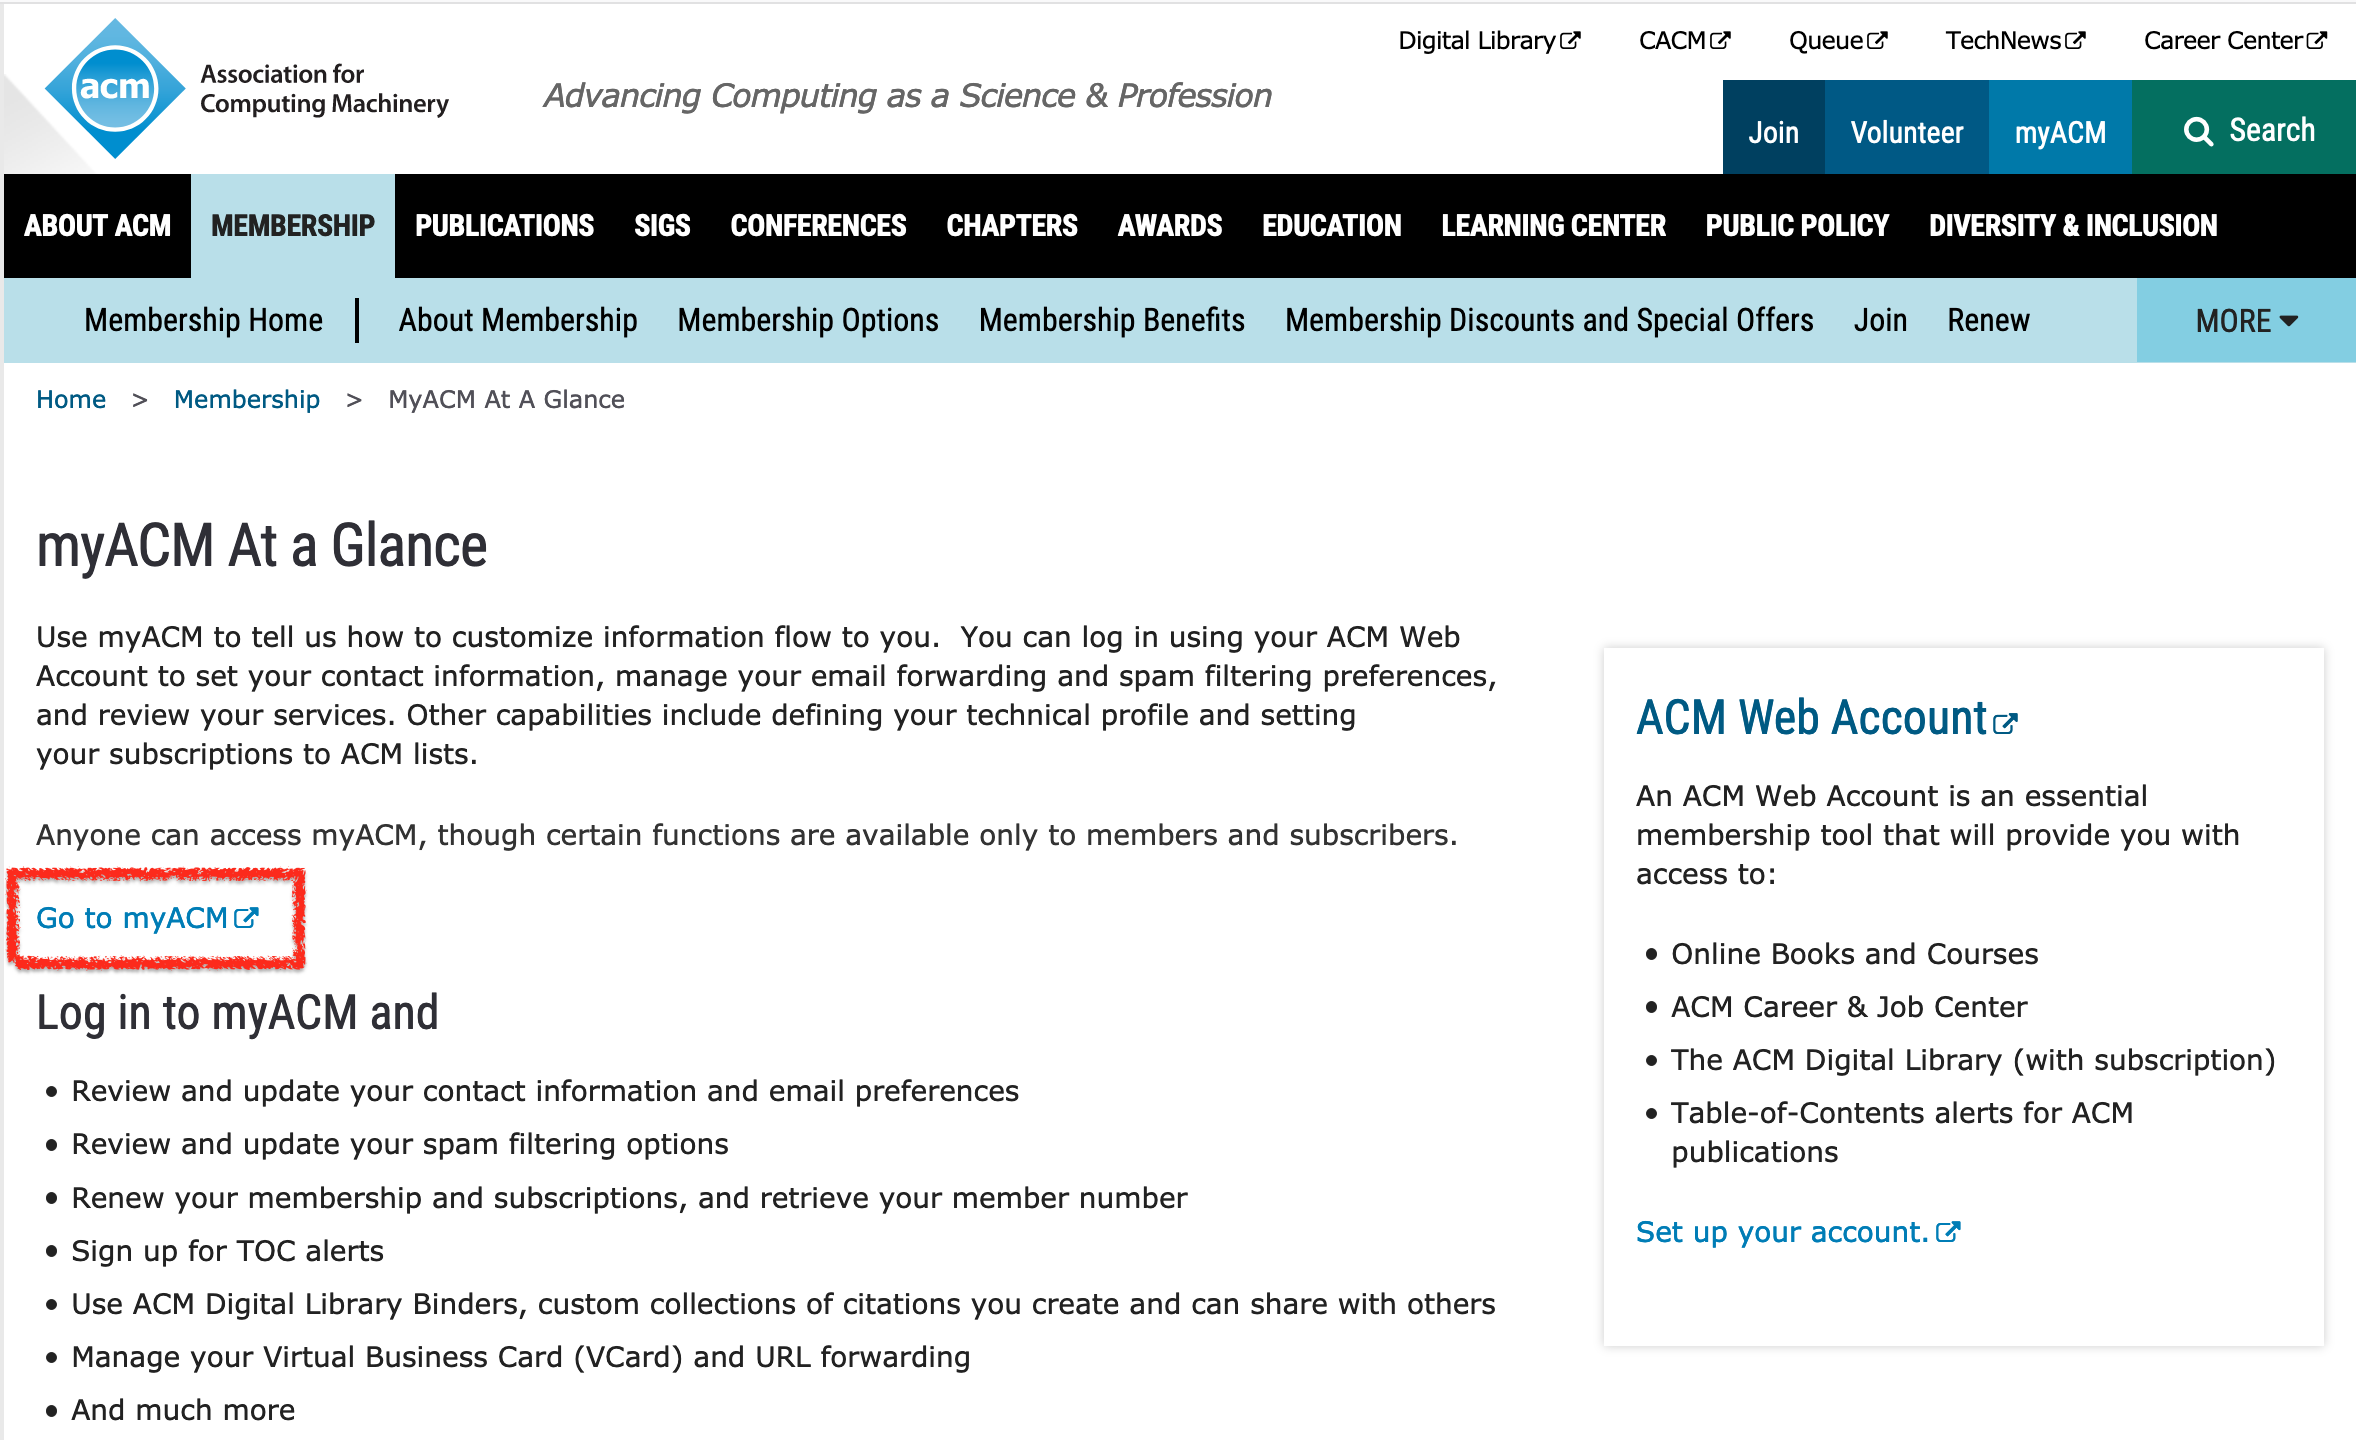 acm
Association for
Computing Machinery
Advancing Computing as a Science & Profession
Digital Library
CACM
Queue
TechNews
Career Center
Join
Volunteer
myACM
Search
ABOUT ACM
MEMBERSHIP
PUBLICATIONS
SIGS
CONFERENCES
CHAPTERS
AWARDS
EDUCATION
LEARNING CENTER
PUBLIC POLICY
DIVERSITY & INCLUSION
Membership Home
About Membership
Membership Options
Membership Benefits
Membership Discounts and Special Offers
Join
Renew
MORE
Home > Membership > MyACM At A Glance
myACM At a Glance
Use myACM to tell us how to customize information flow to you.  You can log in using your ACM Web
Account to set your contact information, manage your email forwarding and spam filtering preferences,
and review your services. Other capabilities include defining your technical profile and setting
your subscriptions to ACM lists.
Anyone can access myACM, though certain functions are available only to members and subscribers.
Go to myACM
Log in to myACM and
• Review and update your contact information and email preferences
• Review and update your spam filtering options
• Renew your membership and subscriptions, and retrieve your member number
• Sign up for TOC alerts
• Use ACM Digital Library Binders, custom collections of citations you create and can share with others
• Manage your Virtual Business Card (VCard) and URL forwarding
• And much more
ACM Web Account
An ACM Web Account is an essential
membership tool that will provide you with
access to:
• Online Books and Courses
• ACM Career & Job Center
• The ACM Digital Library (with subscription)
• Table-of-Contents alerts for ACM
publications
Set up your account.